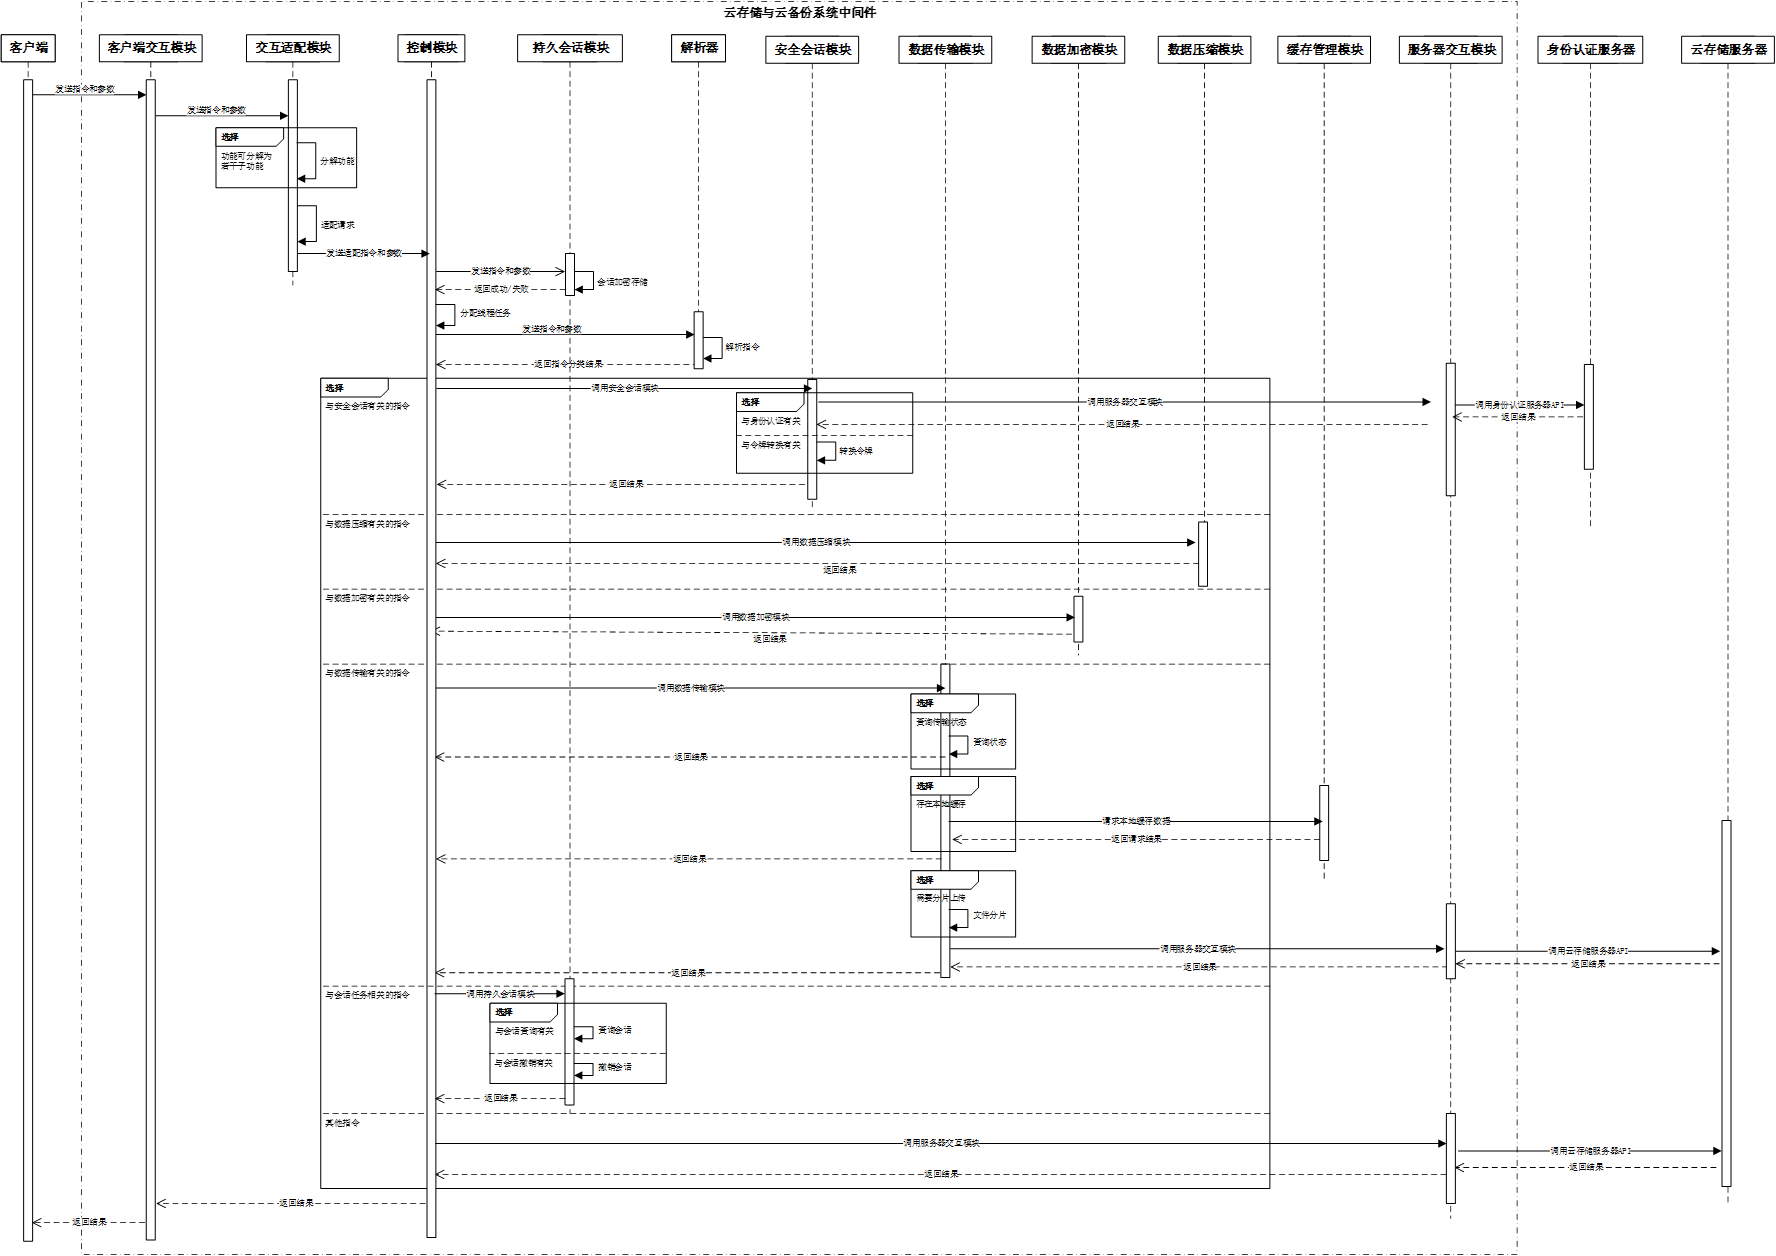 云存储与云备份系统中间件
客户端
客户端交互模块
交互适配模块
控制模块
持久会话模块
解析器
安全会话模块
数据传输模块
数据加密模块
数据压缩模块
缓存管理模块
服务器交互模块
身份认证服务器
云存储服务器
发送指令和参数
发送指令和参数
选择
功能可分解为
若干子功能
分解功能
适配请求
发送适配指令和参数
发送指令和参数
会话加密存储
返回成功/失败
分配线程任务
发送指令和参数
解析指令
返回指令分类结果
选择
与安全会话有关的指令
调用安全会话模块
选择
与身份认证有关
调用服务器交互模块
调用身份认证服务器API
返回结果
返回结果
与令牌转换有关
转换令牌
返回结果
与数据压缩有关的指令
调用数据压缩模块
返回结果
与数据加密有关的指令
调用数据加密模块
返回结果
与数据传输有关的指令
调用数据传输模块
选择
查询传输状态
查询状态
返回结果
选择
存在本地缓存
请求本地缓存数据
返回请求结果
返回结果
选择
需要分片上传
文件分片
调用服务器交互模块
调用云存储服务器API
返回结果
返回结果
返回结果
与会话任务相关的指令
调用持久会话模块
选择
与会话查询有关
查询会话
与会话撤销有关
撤销会话
返回结果
其他指令
调用服务器交互模块
调用云存储服务器API
返回结果
返回结果
返回结果
返回结果